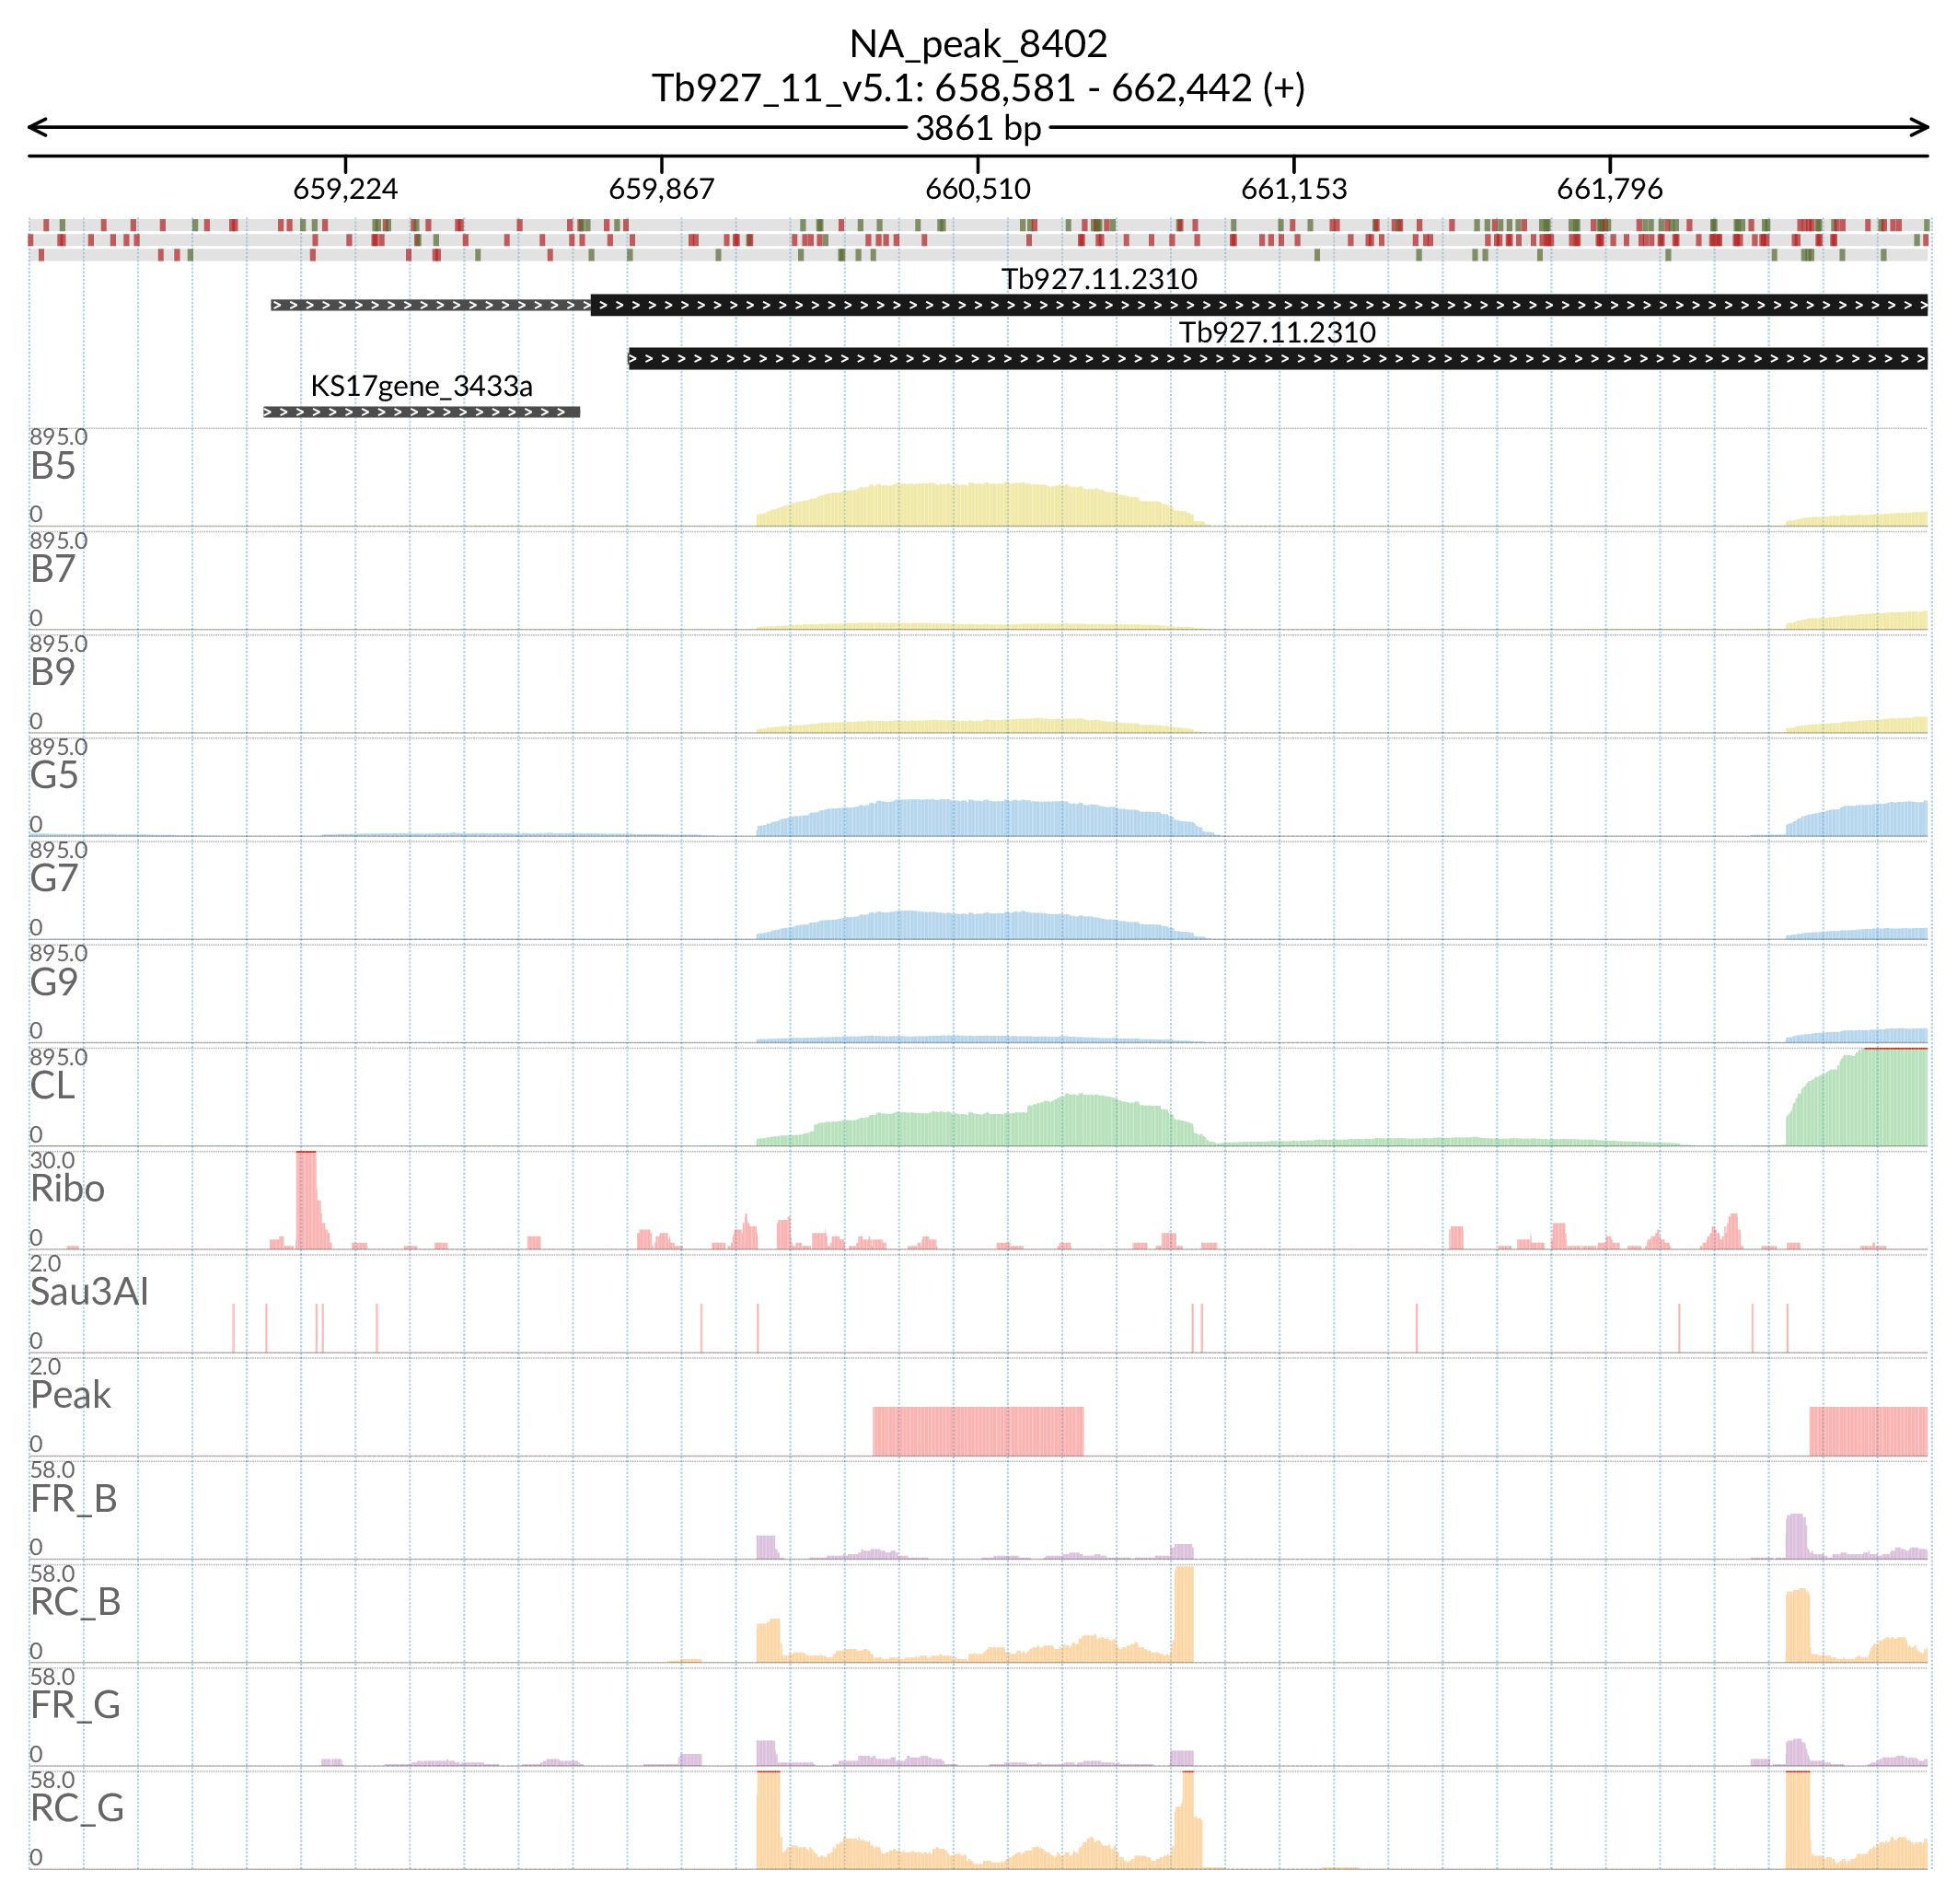 NA_peak_8402
Tb927_11_v5.1: 658,581 - 662,442 (+)
3861 bp
659,224 659,867 660,510 661,153 661,796
Tb927.11.2310
Tb927.11.2310
KS17gene_3433a
895.0
B5
0
895.0
B7
0
895.0
B9
0
895.0
G5
0
895.0
G7
0
895.0
G9
0
895.0
CL
0
30.0
Ribo
0
2.0
Sau3AI
0
2.0
Peak
0
58.0
FR_B
0
58.0
RC_B
0
58.0
FR_G
0
58.0
RC_G
0